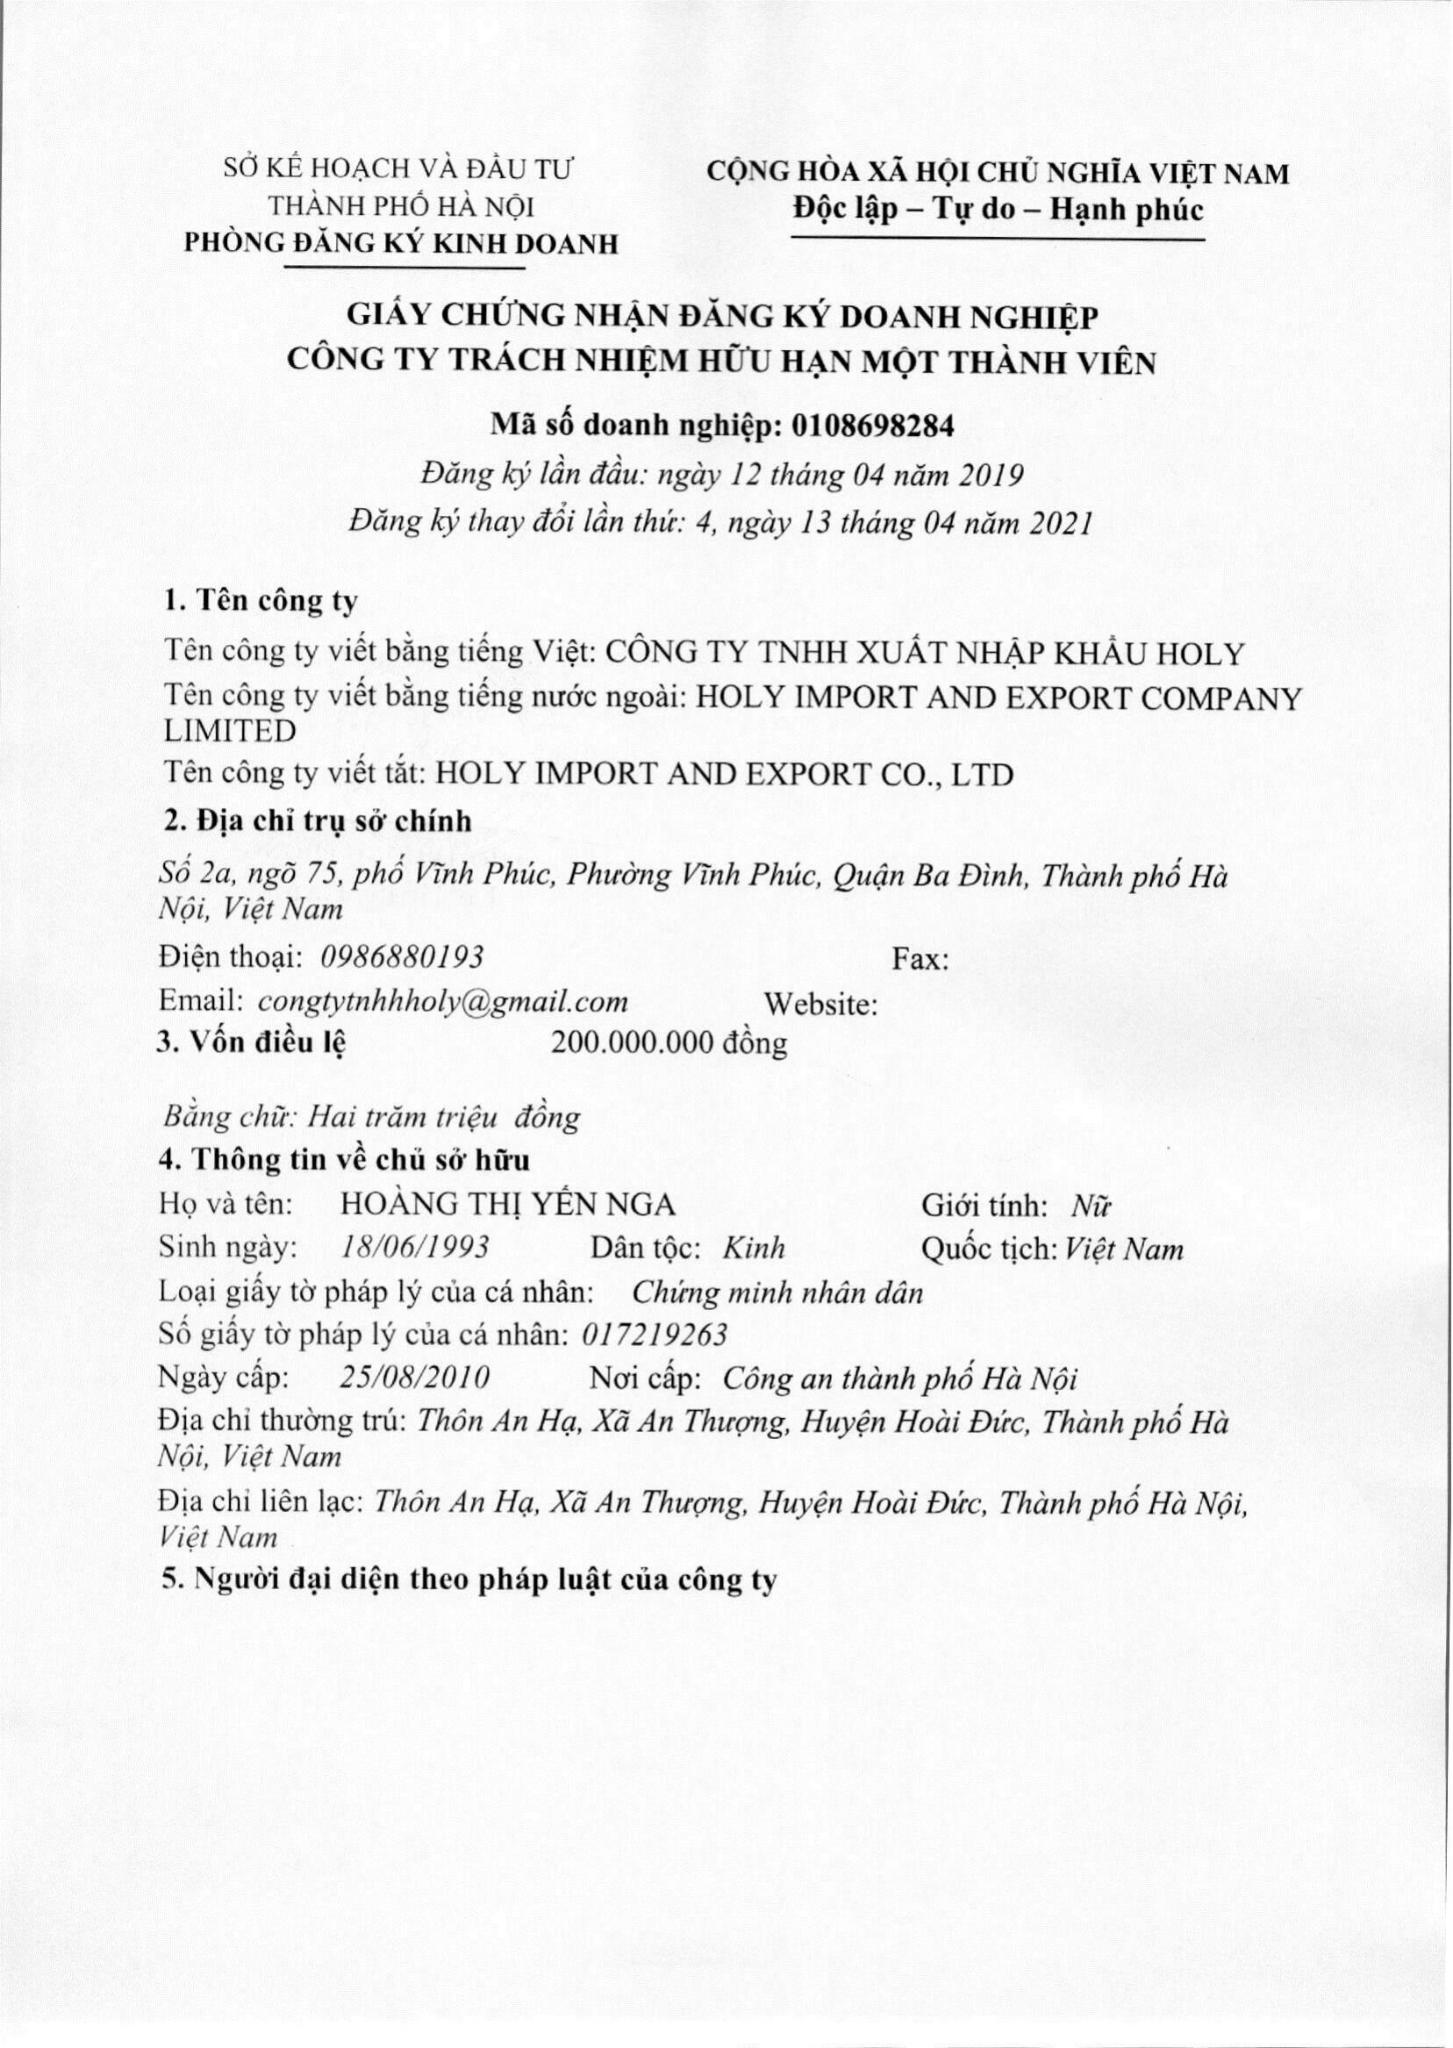 SỞ KẾ HOẠCH VÀ ĐẦU TƯ
THÀNH PHỐ HÀ NỘI
PHÒNG ĐĂNG KÝ KINH DOANH
CỘNG HÒA XÃ HỘI CHỦ NGHĨA VIỆT NAM
Độc lập – Tự do – Hạnh phúc
GIẤY CHỨNG NHẬN ĐĂNG KÝ DOANH NGHIỆP
CÔNG TY TRÁCH NHIỆM HỮU HẠN MỘT THÀNH VIÊN
Mã số doanh nghiệp: 0108698284
Đăng ký lần đầu: ngày 12 tháng 04 năm 2019
Đăng ký thay đổi lần thứ: 4, ngày 13 tháng 04 năm 2021
1. Tên công ty
Tên công ty viết bằng tiếng Việt: CÔNG TY TNHH XUẤT NHẬP KHẨU HOLY
Tên công ty viết bằng tiếng nước ngoài: HOLY IMPORT AND EXPORT COMPANY
LIMITED
Tên công ty viết tắt: HOLY IMPORT AND EXPORT CO., LTD
2. Địa chỉ trụ sở chính
Số 2a, ngõ 75, phố Vĩnh Phúc, Phường Vĩnh Phúc, Quận Ba Đình, Thành phố Hà
Nội, Việt Nam
Điện thoại: 0986880193 Fax:
Email: congtytnhhholy@gmail.com Website:
3. Vốn điều lệ 200.000.000 đồng
Bằng chữ: Hai trăm triệu đồng
4. Thông tin về chủ sở hữu
Họ và tên: HOÀNG THỊ YẾN NGA Giới tính: Nữ
Sinh ngày: 18/06/1993 Dân tộc: Kinh Quốc tịch: Việt Nam
Loại giấy tờ pháp lý của cá nhân: Chứng minh nhân dân
Số giấy tờ pháp lý của cá nhân: 017219263
Ngày cấp: 25/08/2010 Nơi cấp: Công an thành phố Hà Nội
Địa chỉ thường trú: Thôn An Hạ, Xã An Thượng, Huyện Hoài Đức, Thành phố Hà
Nội, Việt Nam
Địa chỉ liên lạc: Thôn An Hạ, Xã An Thượng, Huyện Hoài Đức, Thành phố Hà Nội,
Việt Nam
5. Người đại diện theo pháp luật của công ty